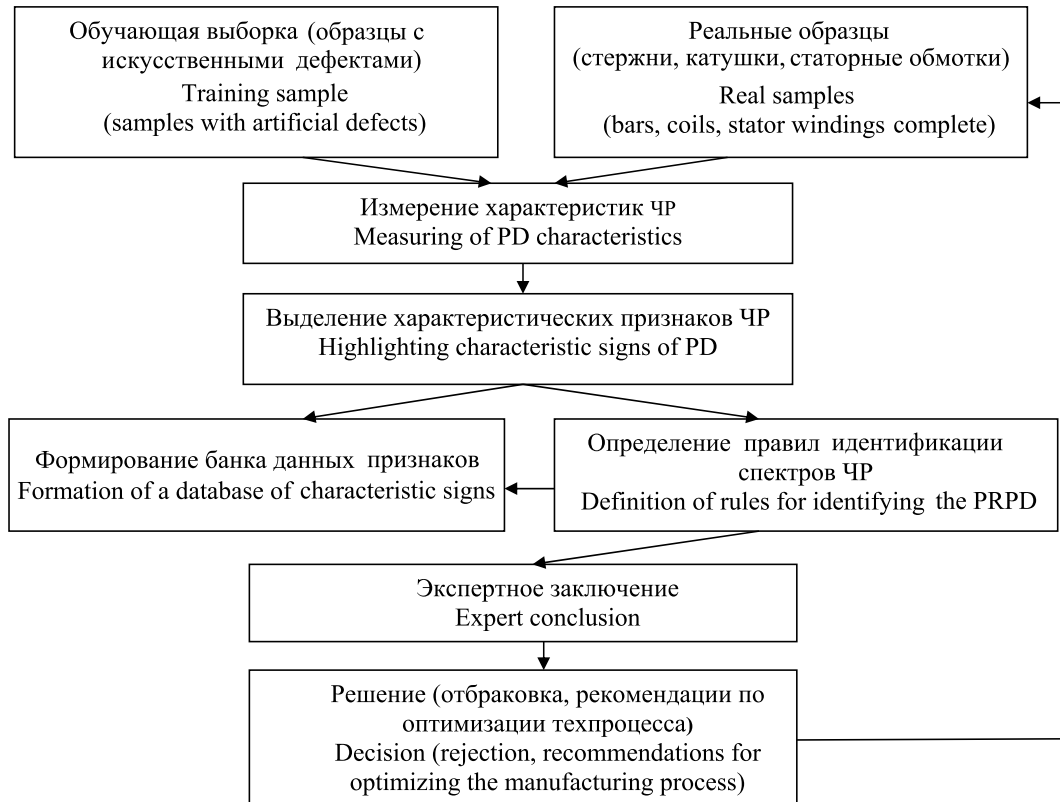 Обучающая выборка (образцы с
искусственными дефектами)
Training sample
(samples with artificial defects)
Реальные образцы
(стержни, катушки, статорные обмотки)
Real samples
(bars, coils, stator windings complete)
Измерение характеристик ЧР
Measuring of PD characteristics
Выделение характеристических признаков ЧР
Highlighting characteristic signs of PD
Формирование банка данных признаков
Formation of a database of characteristic signs
Определение правил идентификации
спектров ЧР
Definition of rules for identifying the PRPD
Экспертное заключение
Expert conclusion
Решение (отбраковка, рекомендации по
оптимизации техпроцесса)
Decision (rejection, recommendations for
optimizing the manufacturing process)